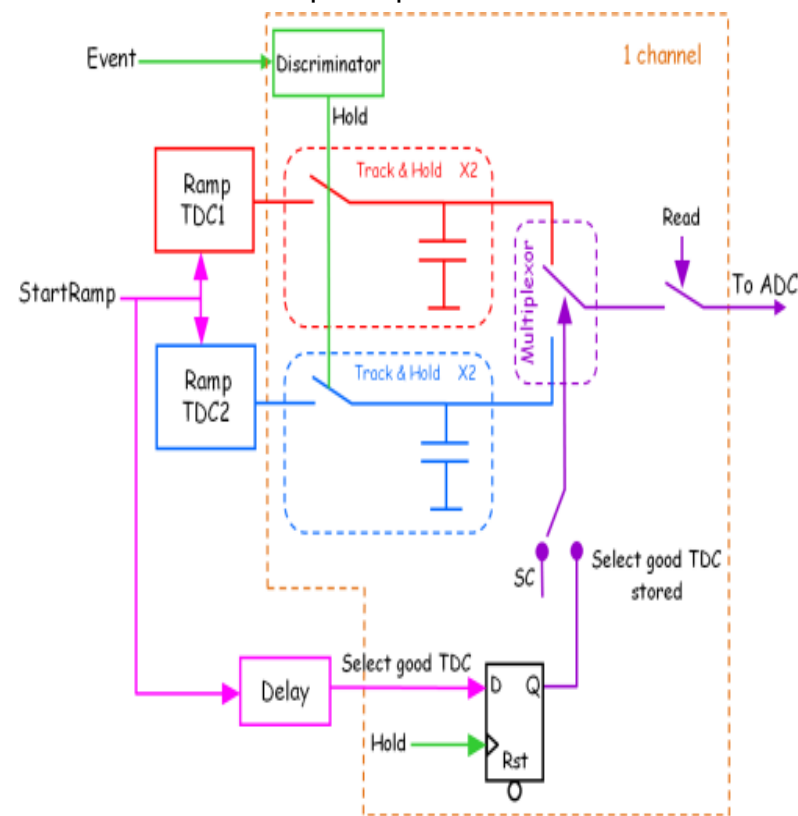 Event
Discriminator
1 channel
Hold
Track & Hold X2
Ramp
TDC1
Read
Multiplexor
StartRamp
To ADC
Ramp
TDC2
Track & Hold X2
SC
Select good TDC
stored
Select good TDC
Delay
D Q
Hold
Rst